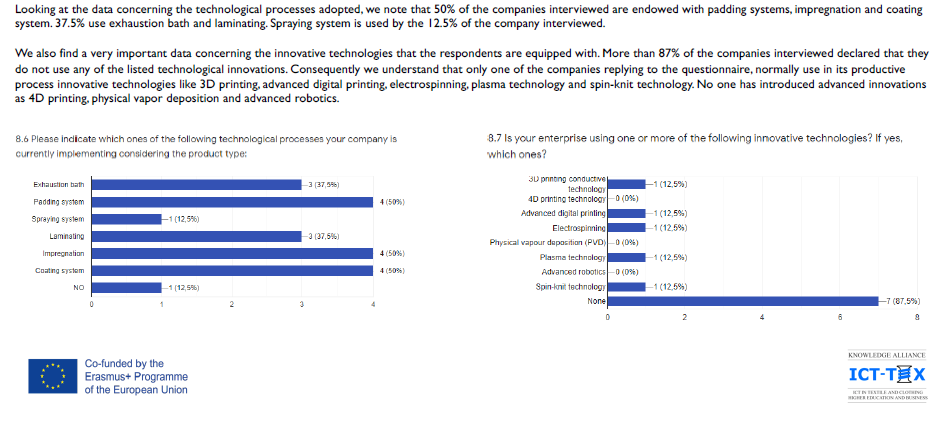 Looking at the data concerning the technological processes adopted, we note that 50% of the companies interviewed are endowed with padding systems, impregnation and coating
system. 37.5% use exhaustion bath and laminating. Spraying system is used by the 12.5% of the company interviewed.
We also find a very important data concerning the innovative technologies that the respondents are equipped with. More than 87% of the companies interviewed declared that they
do not use any of the listed technological innovations. Consequently we understand that only one of the companies replying to the questionnaire, normally use in its productive
process innovative technologies like 3D printing, advanced digital printing, electrospinning, plasma technology and spin-knit technology. No one has introduced advanced innovations
as 4D printing, physical vapor deposition and advanced robotics.
8.6 Please indicate which ones of the following technological processes your company is
currently implementing considering the product type:
Exhaustion bath 3 (37,5%)
Padding system 4 (50%)
Spraying system 1 (12,5%)
Laminating 3 (37,5%)
Impregnation 4 (50%)
Coating system 4 (50%)
NO 1 (12,5%)
0 1 2 3 4
8.7 Is your enterprise using one or more of the following innovative technologies? If yes,
which ones?
3D printing conductive
technology 1 (12,5%)
4D printing technology 0 (0%)
Advanced digital printing 1 (12,5%)
Electrospinning 1 (12,5%)
Physical vapour deposition (PVD) 0 (0%)
Plasma technology 1 (12,5%)
Advanced robotics 0 (0%)
Spin-knit technology 1 (12,5%)
None 7 (87,5%)
0 2 4 6 8
Co-funded by the
Erasmus+ Programme
of the European Union
KNOWLEDGE ALLIANCE
ICT-TEX
ICT IN TEXTILE AND CLOTHING
HIGHER EDUCATION AND BUSINESS